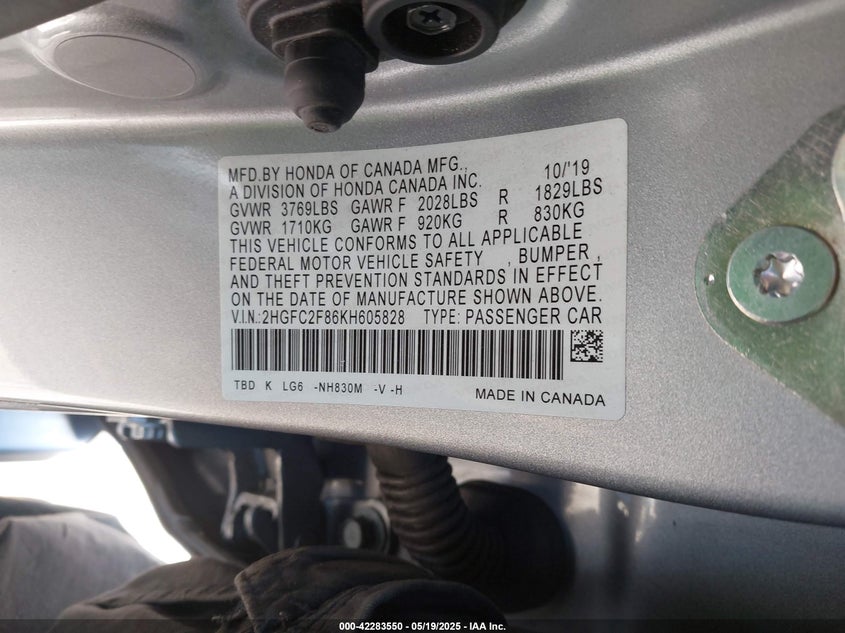 MFD.BY HONDA OF CANADA MFG., 10/'19
A DIVISION OF HONDA CANADA INC.
GVWR 3769LBS GAWR F 2028LBS R 1829LBS
GVWR 1710KG GAWR F 920KG R 830KG
THIS VEHICLE CONFORMS TO ALL APPLICABLE
FEDERAL MOTOR VEHICLE SAFETY , BUMPER ,
AND THEFT PREVENTION STANDARDS IN EFFECT
ON THE DATE OF MANUFACTURE SHOWN ABOVE.
V.I.N.: 2HGFC2F86KH605828 TYPE: PASSENGER CAR
TBD K LG6 -NH830M -V -H
MADE IN CANADA
000-42283550 — 05/19/2025 — IAA Inc.